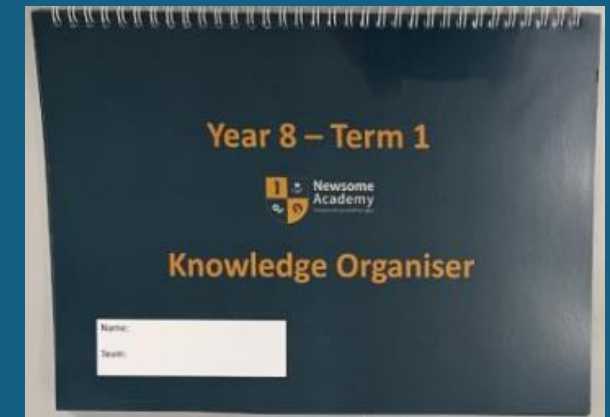 Year 8 – Term 1
Newsome
Academy
Knowledge Organiser
Name:
Team: